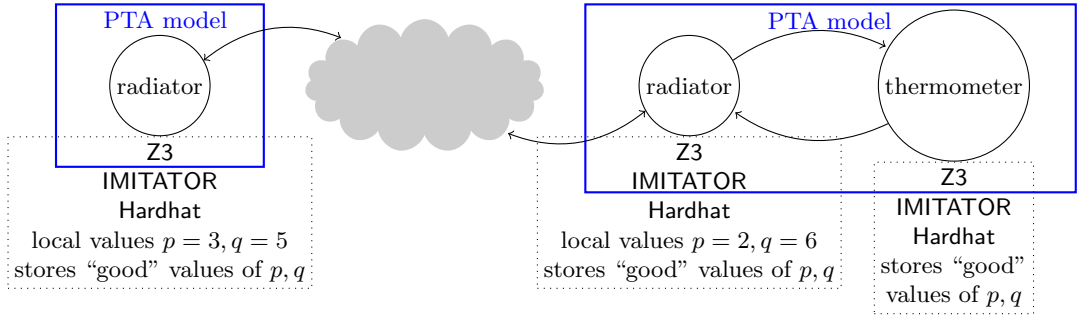 PTA model
radiator
Z3
IMITATOR
Hardhat
local values p = 3, q = 5
stores “good” values of p, q
PTA model
radiator
Z3
IMITATOR
Hardhat
local values p = 2, q = 6
stores “good” values of p, q
thermometer
Z3
IMITATOR
Hardhat
stores “good”
values of p, q